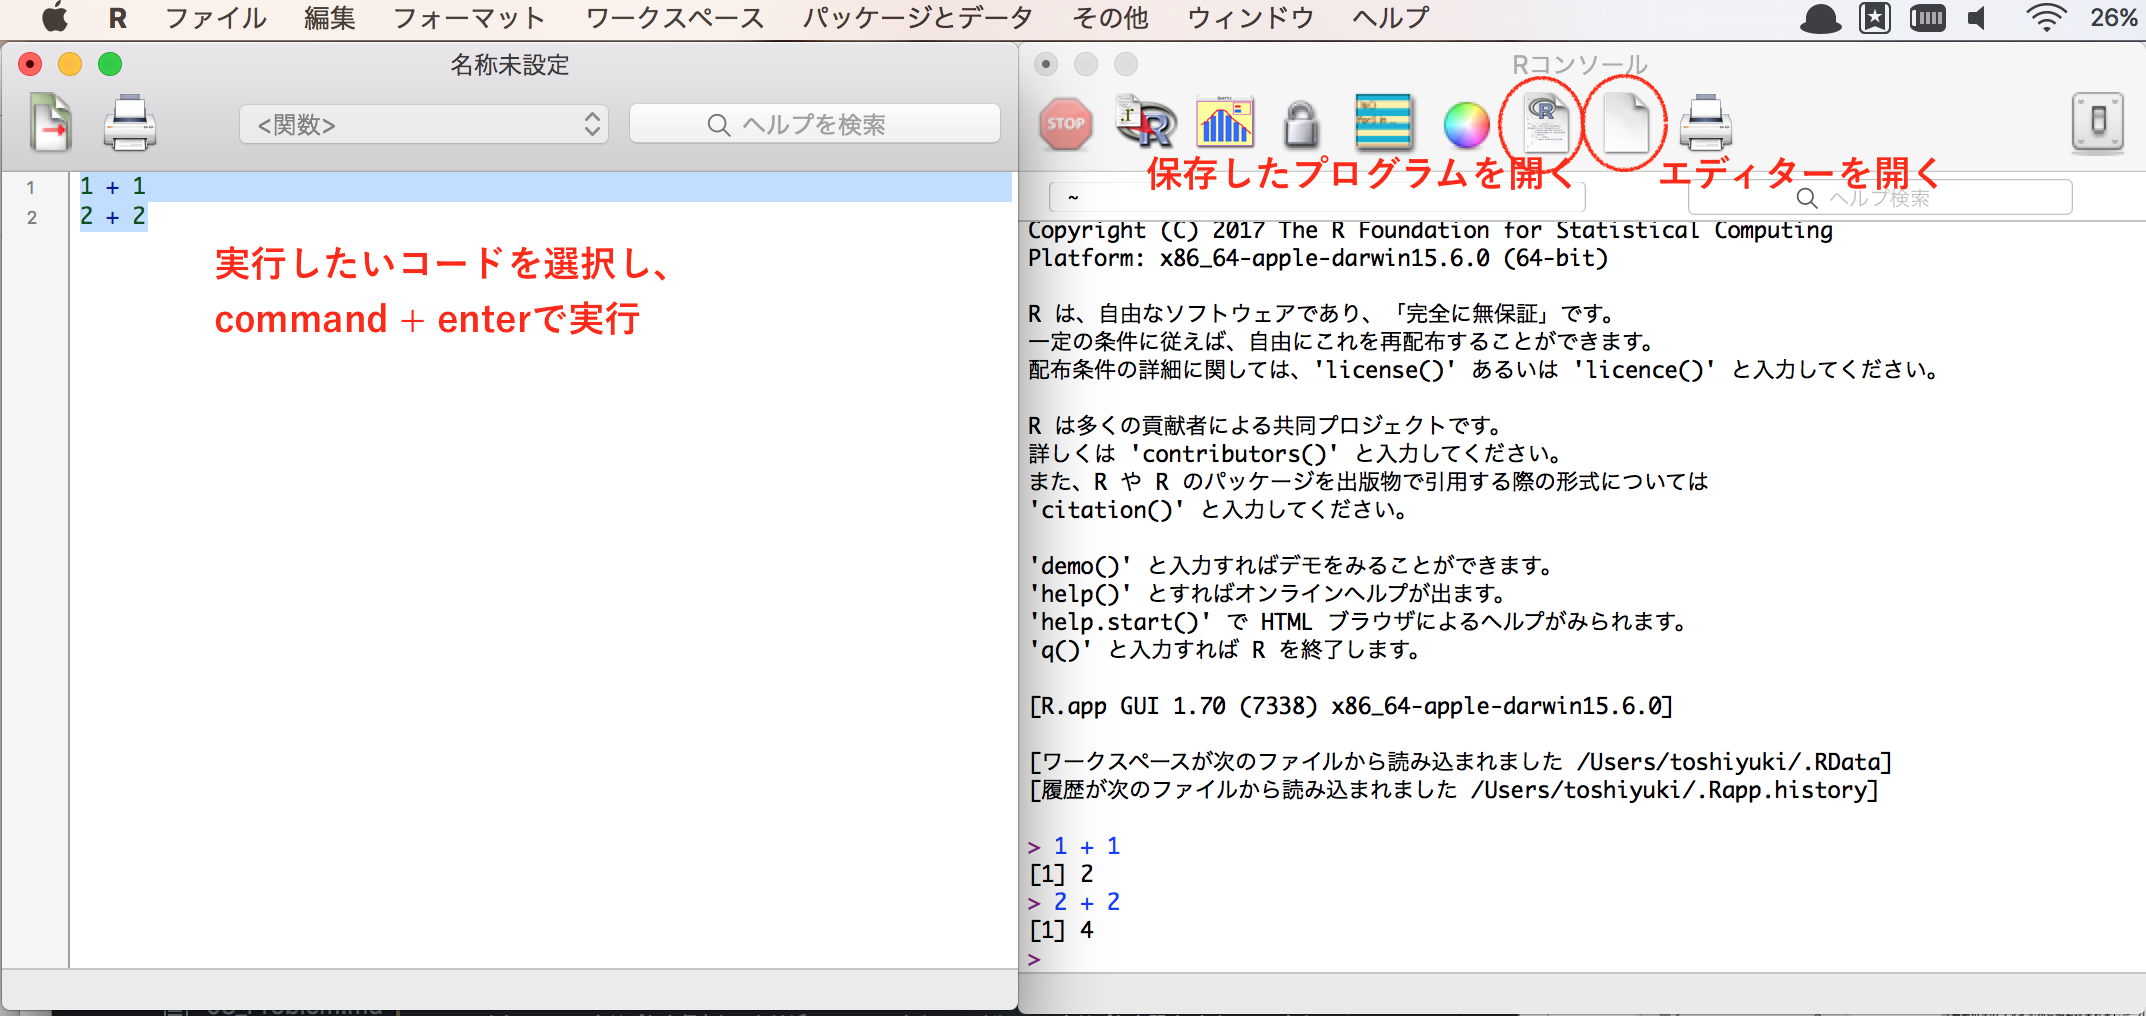 R ファイル 編集 フォーマット ワークスペース パッケージとデータ その他 ウィンドウ ヘルプ 26%
名称未設定
<関数> ヘルプを検索
1 1 + 1
2 2 + 2
実行したいコードを選択し、
command + enterで実行
Rコンソール
STOP
保存したプログラムを開く エディターを開く
~ ヘルプ検索
Copyright (C) 2017 The R Foundation for Statistical Computing
Platform: x86_64-apple-darwin15.6.0 (64-bit)
R は、自由なソフトウェアであり、「完全に無保証」です。
一定の条件に従えば、自由にこれを再配布することができます。
配布条件の詳細に関しては、'license()' あるいは 'licence()' と入力してください。
R は多くの貢献者による共同プロジェクトです。
詳しくは 'contributors()' と入力してください。
また、R や R のパッケージを出版物で引用する際の形式については
'citation()' と入力してください。
'demo()' と入力すればデモをみることができます。
'help()' とすればオンラインヘルプが出ます。
'help.start()' で HTML ブラウザによるヘルプがみられます。
'q()' と入力すれば R を終了します。
[R.app GUI 1.70 (7338) x86_64-apple-darwin15.6.0]
[ワークスペースが次のファイルから読み込まれました /Users/toshiyuki/.RData]
[履歴が次のファイルから読み込まれました /Users/toshiyuki/.Rapp.history]
> 1 + 1
[1] 2
> 2 + 2
[1] 4
>